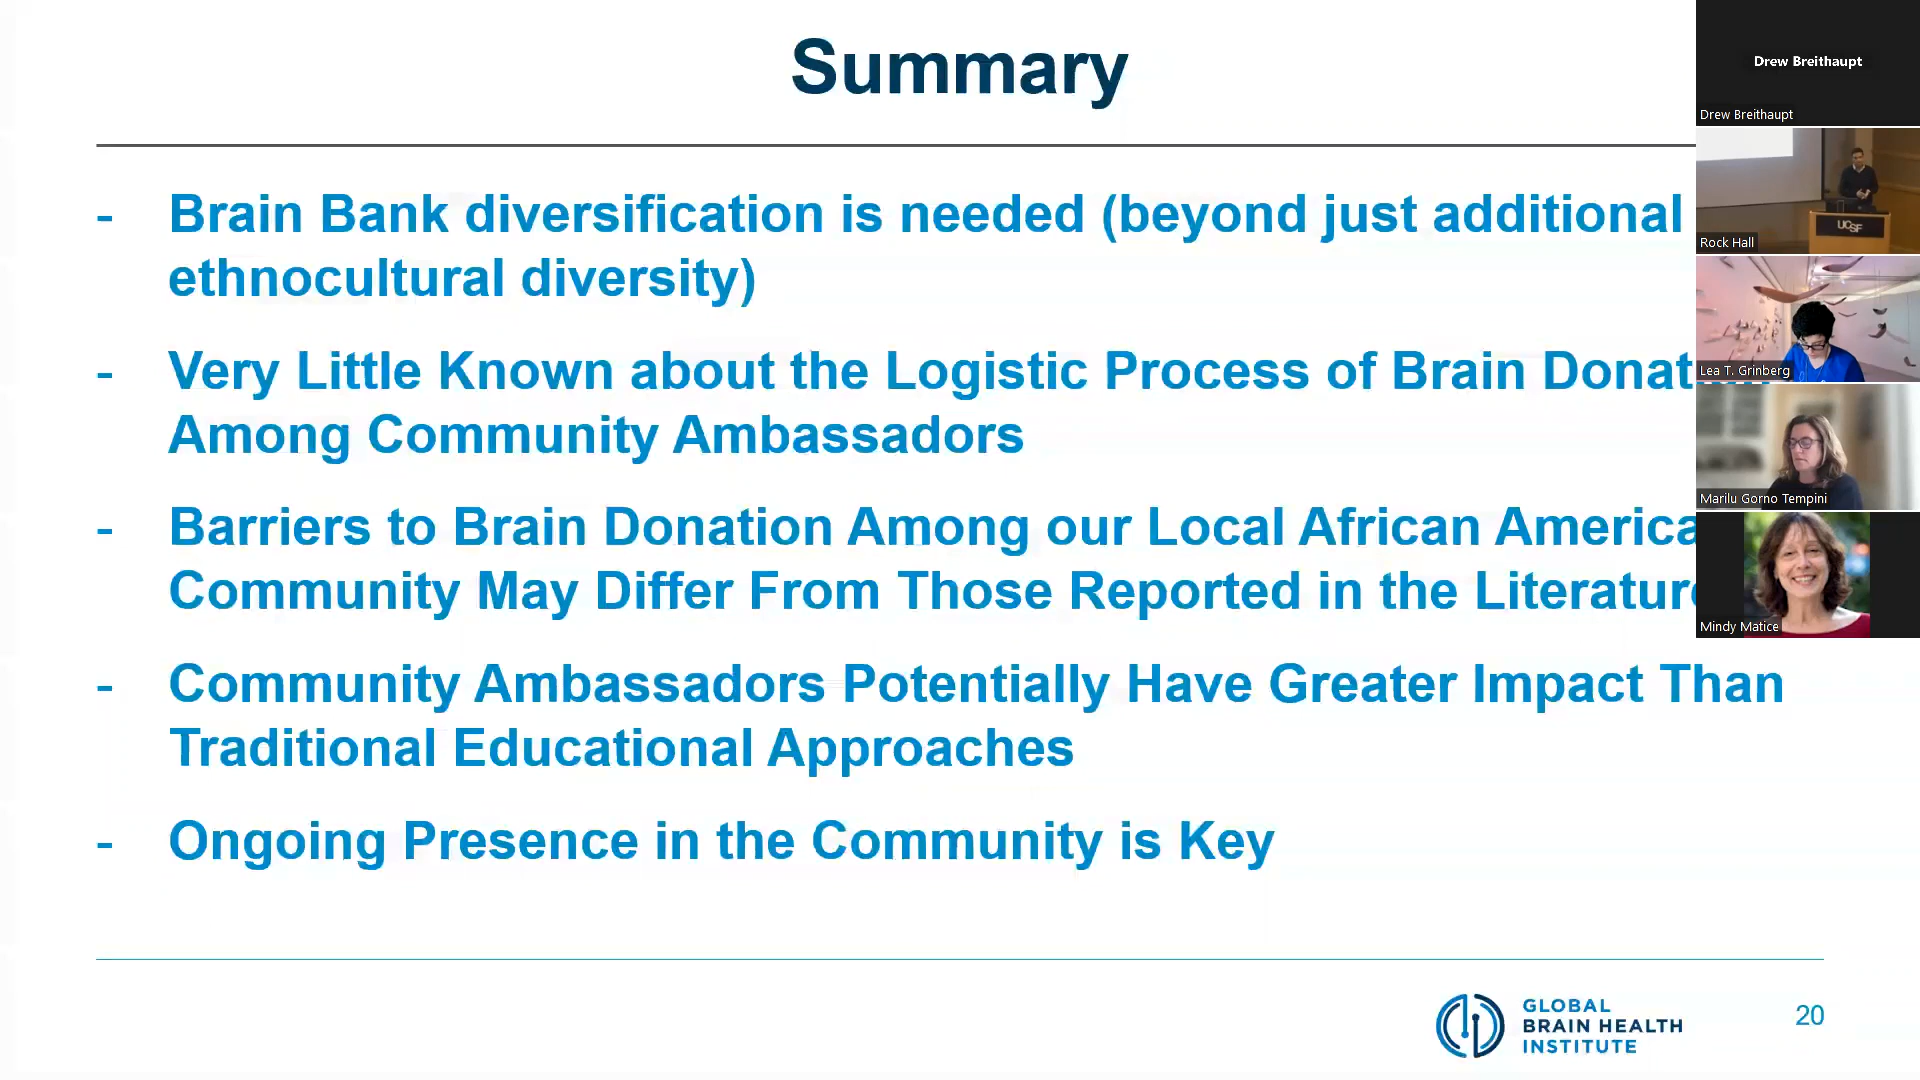 Summary
- Brain Bank diversification is needed (beyond just additional
ethnocultural diversity)
- Very Little Known about the Logistic Process of Brain
Among Community Ambassadors
- Barriers to Brain Donation Among our Local African
Community May Differ From Those Reported in the
- Community Ambassadors Potentially Have Greater Impact Than
Traditional Educational Approaches
- Ongoing Presence in the Community is Key
GLOBAL
BRAIN HEALTH
INSTITUTE
20
Drew Breithaupt
Drew Breithaupt
UCSF
Rock Hall
Lea T. Grinberg
Marilu Gorno Tempini
Mindy Matice